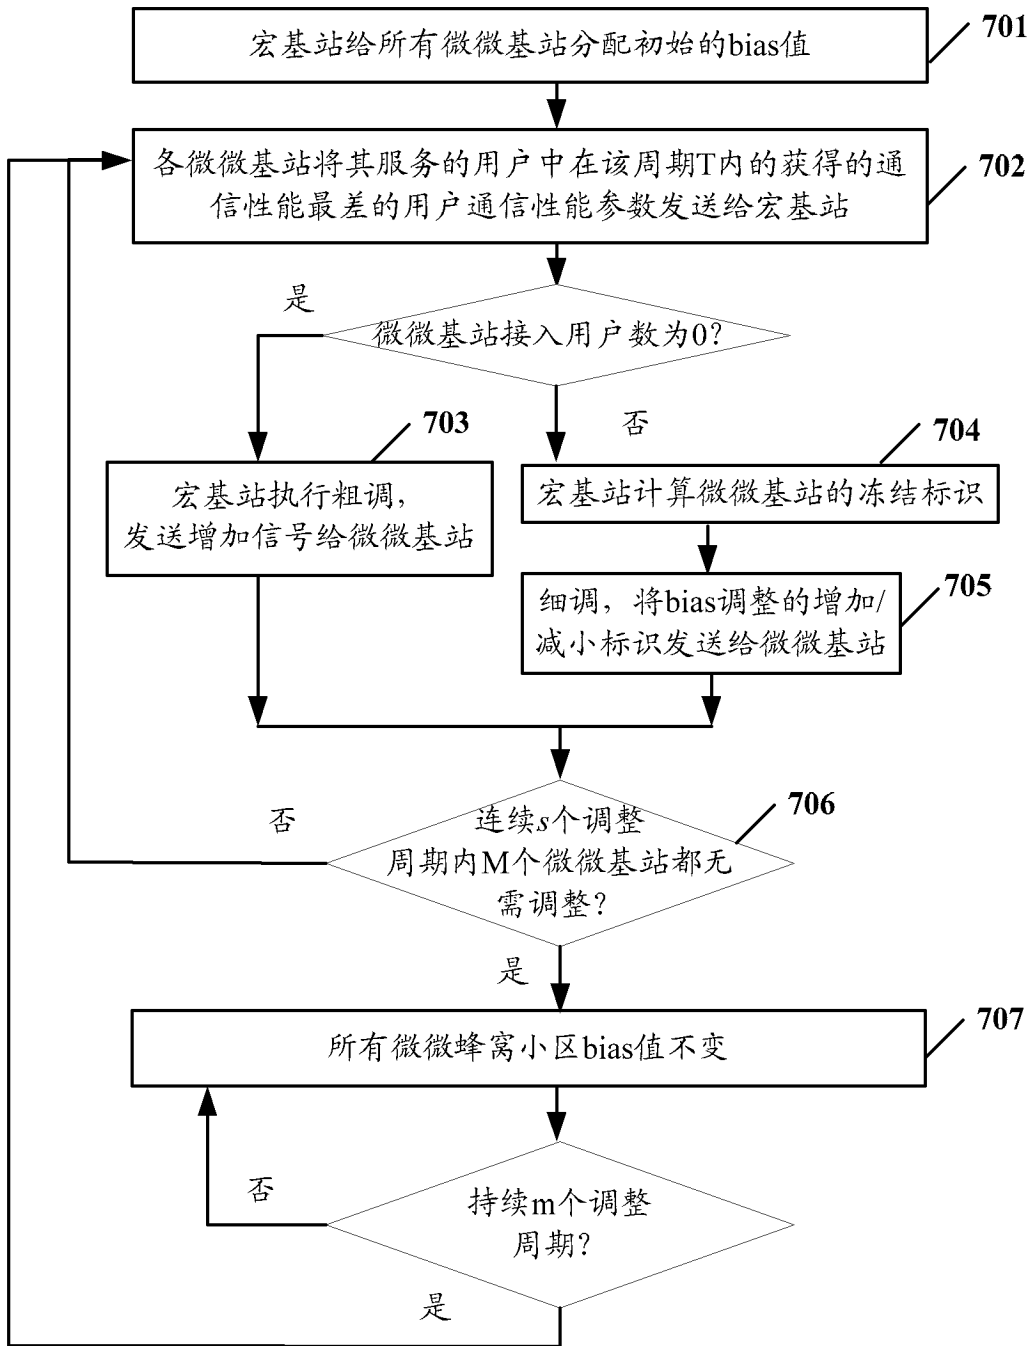 宏基站给所有微微基站分配初始的bias值
701
各微微基站将其服务的用户中在该周期T内的获得的通
信性能最差的用户通信性能参数发送给宏基站
702
是
微微基站接入用户数为0?
否
703
704
宏基站执行粗调,
发送增加信号给微微基站
宏基站计算微微基站的冻结标识
细调，将bias调整的增加/
减小标识发送给微微基站
705
否
连续s个调整
周期内M个微微基站都无
需调整?
706
是
所有微微蜂窝小区bias值不变
707
否
持续m个调整
周期?
是